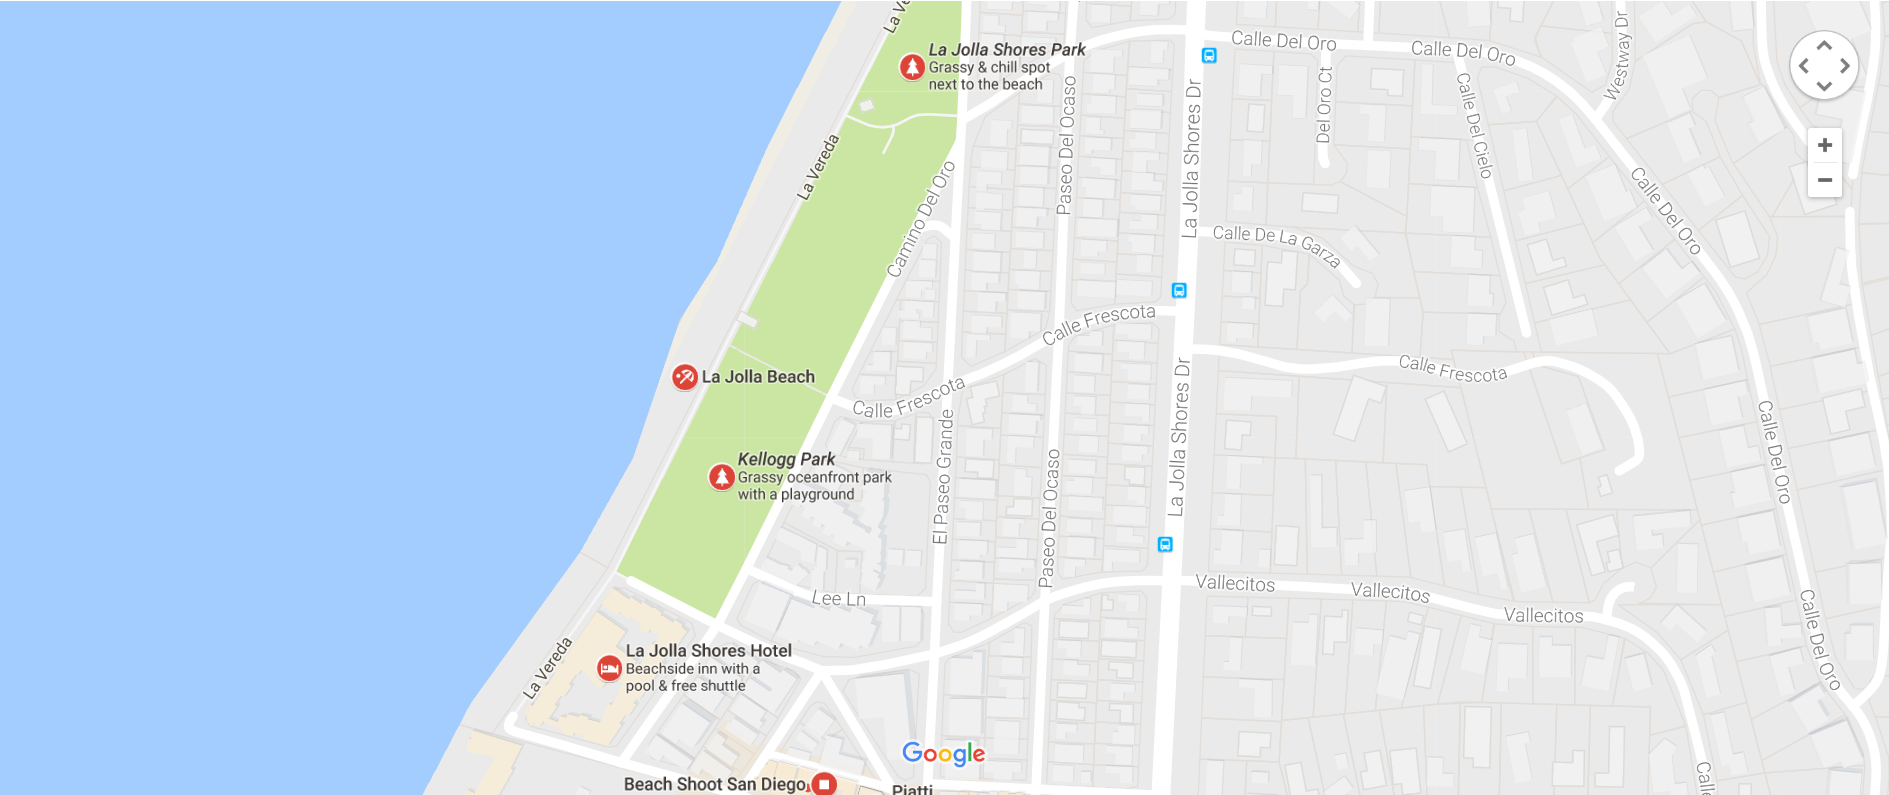 La Ve
La Jolla Shores Park
Grassy & chill spot
next to the beach
Calle Del Oro
Calle Del Oro
Westway Dr
Del Oro Ct
Calle Del Cielo
Paseo Del Ocaso
La Jolla Shores Dr
La Vereda
Camino Del Oro
Calle Del Oro
Calle De La Garza
Calle Frescota
La Jolla Beach
Calle Frescota
Calle Frescota
La Jolla Shores Dr
El Paseo Grande
Paseo Del Ocaso
Calle Del Oro
Kellogg Park
Grassy oceanfront park
with a playground
Lee Ln
Vallecitos
Vallecitos
Vallecitos
Calle Del Oro
La Vereda
La Jolla Shores Hotel
Beachside inn with a
pool & free shuttle
Google
Beach Shoot San Diego
Piatti
Calle